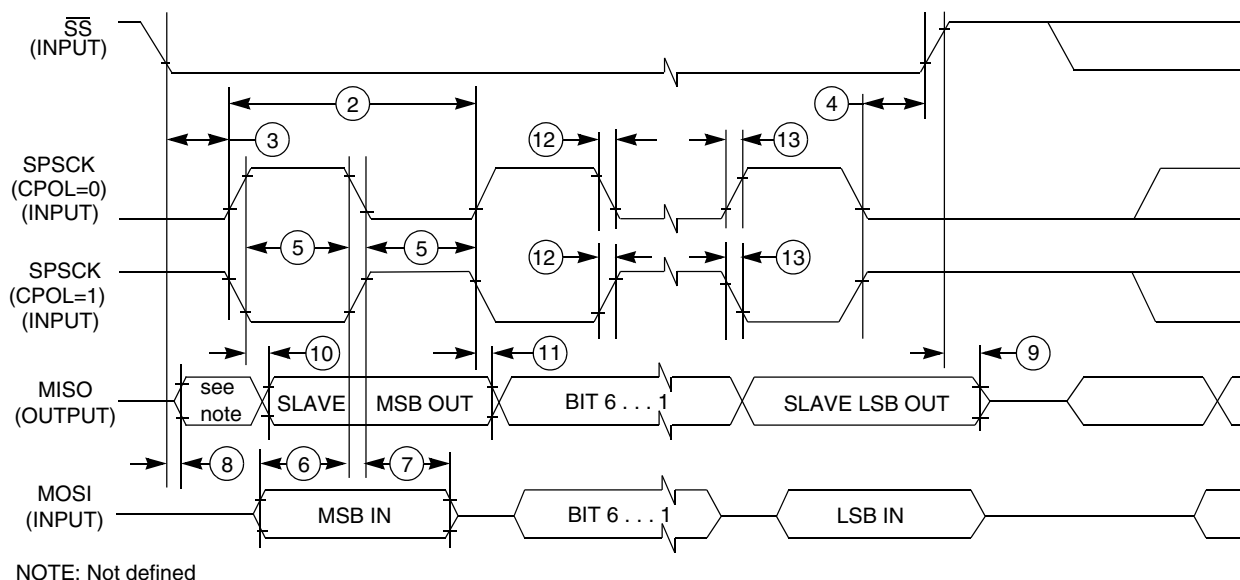 SS
(INPUT)
2
4
3
12
13
SPSCK
(CPOL=0)
(INPUT)
5
5
12
13
SPSCK
(CPOL=1)
(INPUT)
10
11
9
MISO
(OUTPUT)
see
note
SLAVE
MSB OUT
BIT 6 . . . 1
SLAVE LSB OUT
8
6
7
MOSI
(INPUT)
MSB IN
BIT 6 . . . 1
LSB IN
NOTE: Not defined